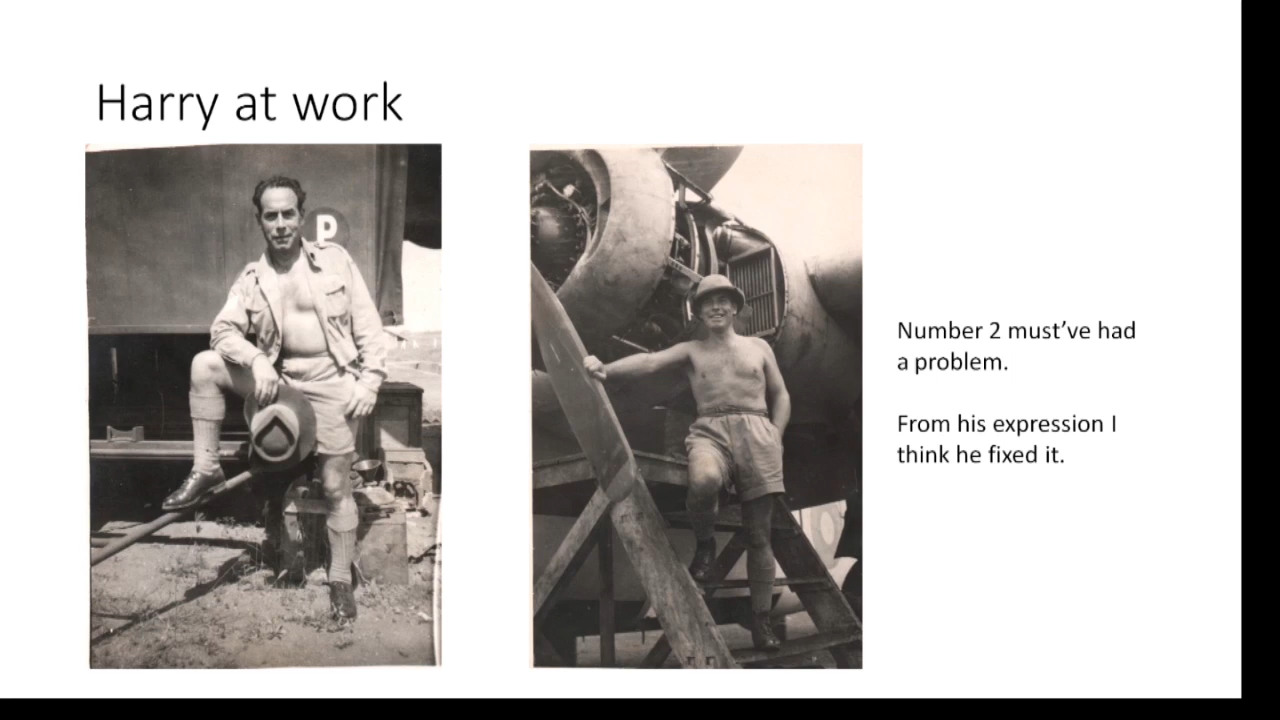 Harry at work
P
Number 2 must’ve had
a problem.
From his expression I
think he fixed it.